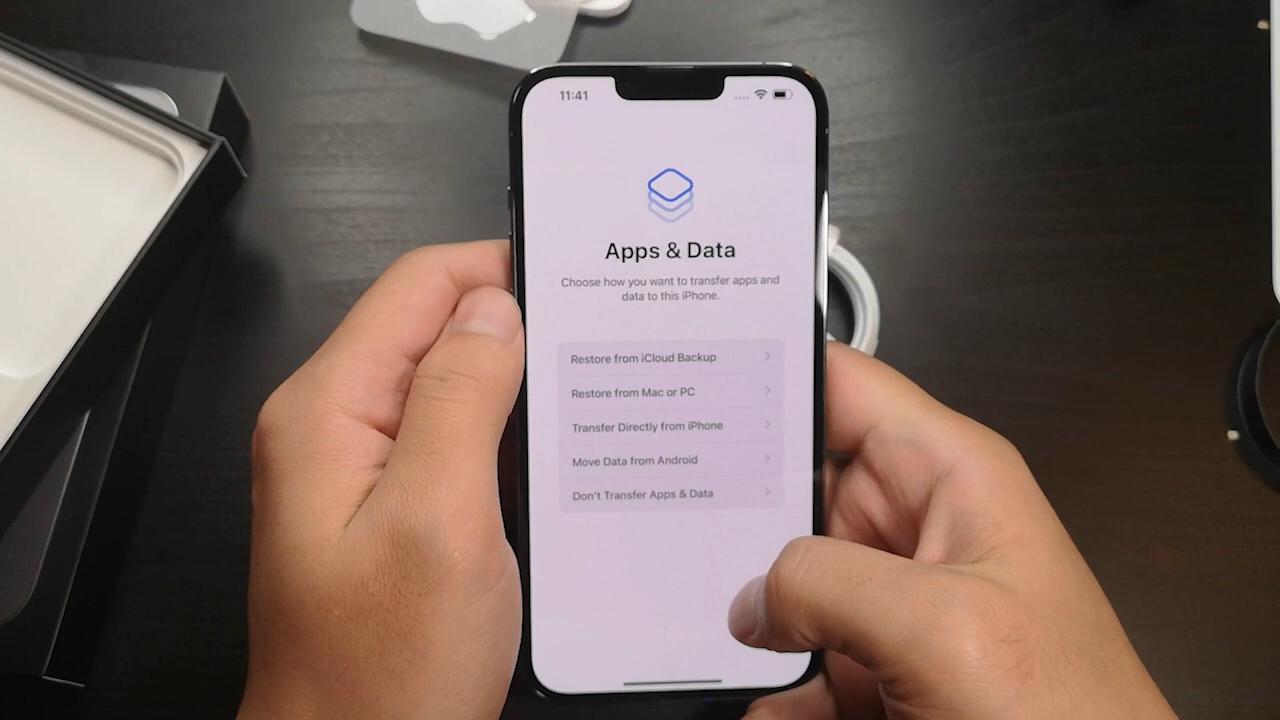 11:41
Apps & Data
Choose how you want to transfer apps and
data to this iPhone.
Restore from iCloud Backup
Restore from Mac or PC
Transfer Directly from iPhone
Move Data from Android
Don't Transfer Apps & Data